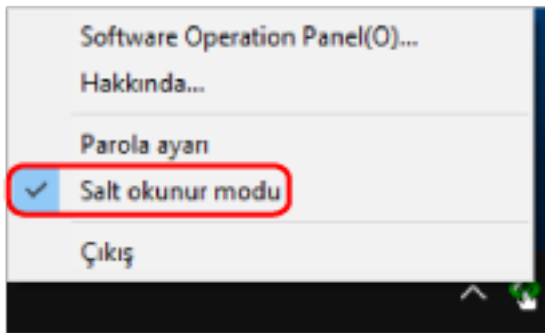 Software Operation Panel(O)...
Hakkında...
Parola ayarı
Salt okunur modu
Çıkış